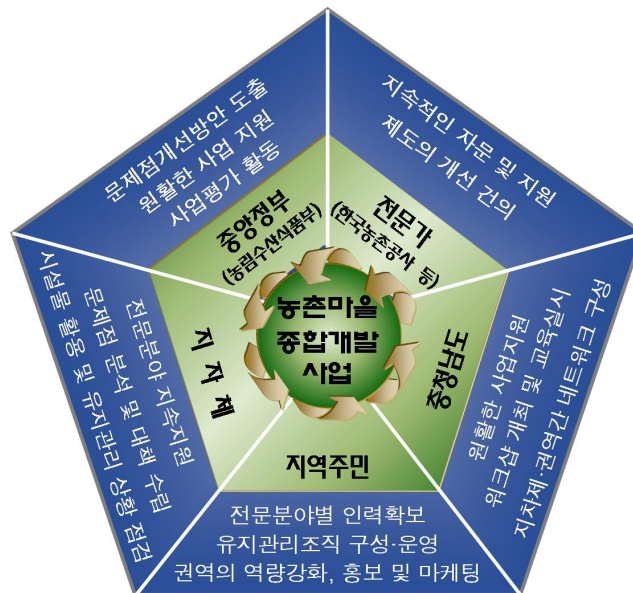 문제점개선방안 도출
원활한 사업 지원
사업평가 활동
중앙정부
(농림수산식품부)
지속적인 자문 및 지원
제도의 개선 건의
전문가
(한국농촌공사 등)
농촌마을
종합개발
사업
지자체
전문분야 지속지원
문제점 분석 및 대책 수립
시설물 활용 및 유지관리 상황 점검
충청남도
원활한 사업지원
워크샵 개최 및 교육실시
지차제·권역간 네트워크 구성
지역주민
전문분야별 인력확보
유지관리조직 구성·운영
권역의 역량강화, 홍보 및 마케팅